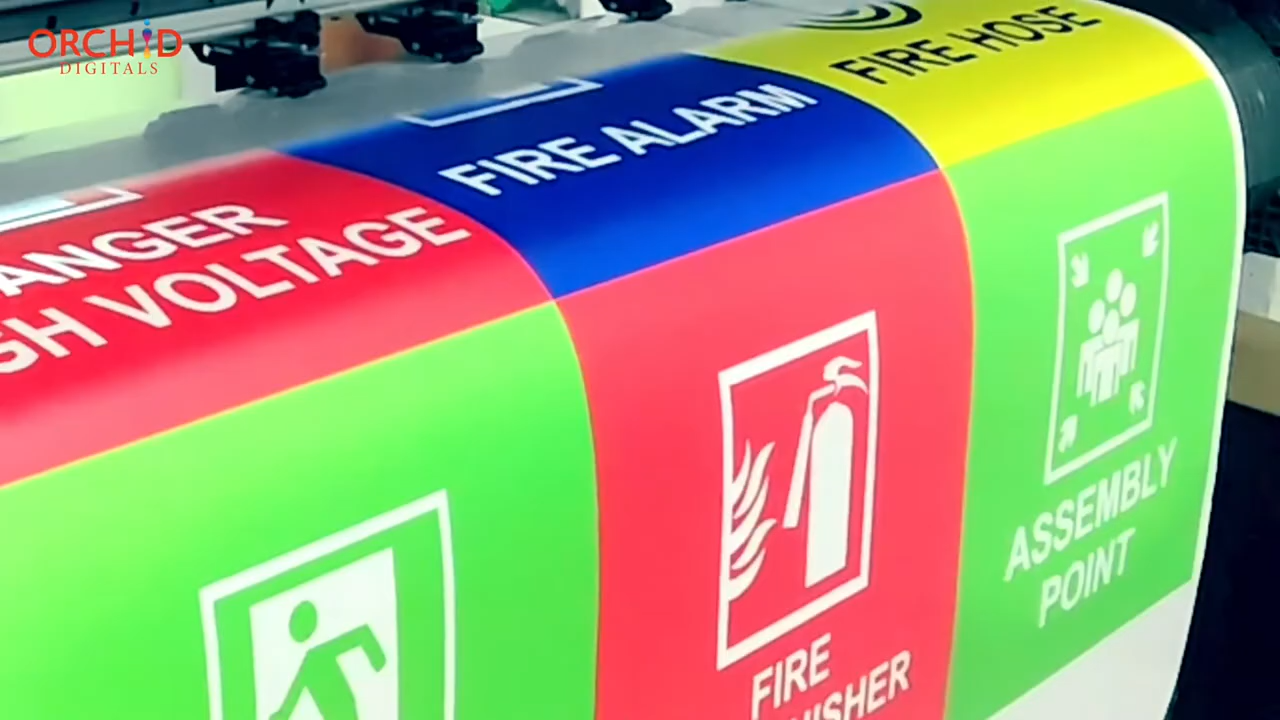 ORCHiD
DIGITALS
FIRE HOSE
FIRE ALARM
ANGER
GH VOLTAGE
ASSEMBLY
POINT
FIRE
NISHER